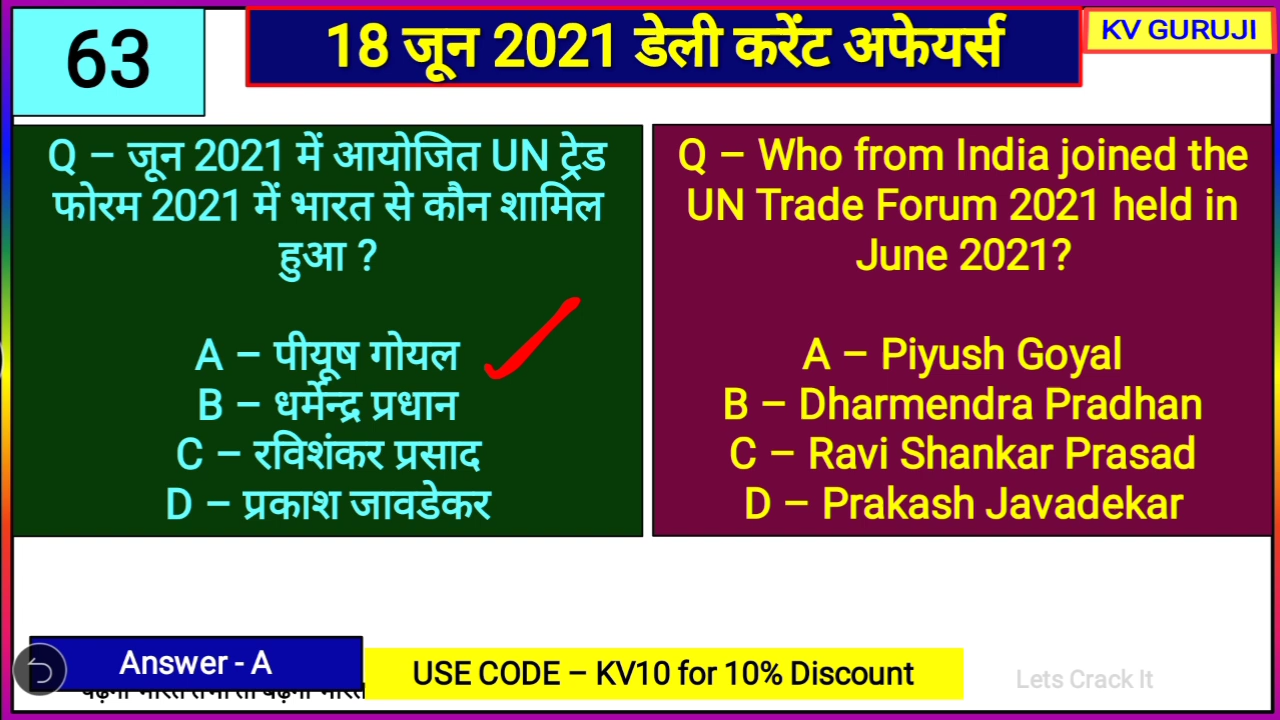 63
18 जून 2021 डेली करेंट अफेयर्स
KV GURUJI
Q – जून 2021 में आयोजित UN ट्रेड
फोरम 2021 में भारत से कौन शामिल
हुआ ?
A – पीयूष गोयल
B – धर्मेन्द्र प्रधान
C – रविशंकर प्रसाद
D – प्रकाश जावडेकर
Q – Who from India joined the
UN Trade Forum 2021 held in
June 2021?
A – Piyush Goyal
B – Dharmendra Pradhan
C – Ravi Shankar Prasad
D – Prakash Javadekar
Answer - A
USE CODE – KV10 for 10% Discount
Lets Crack It